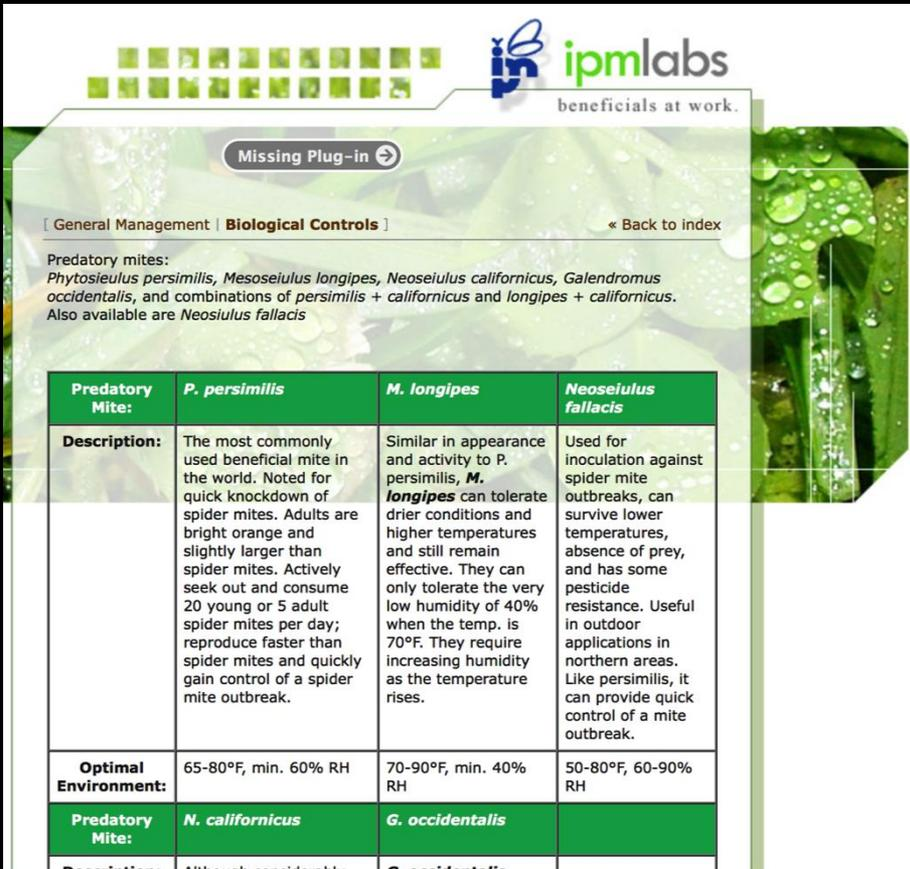 ipmlabs
beneficials at work.
Missing Plug-in
[ General Management | Biological Controls ]
« Back to index
Predatory mites:
Phytosieulus persimilis, Mesoseiulus longipes, Neoseiulus californicus, Galendromus
occidentalis, and combinations of persimilis + californicus and longipes + californicus.
Also available are Neosiulus fallacis
Predatory
Mite:
P. persimilis
M. longipes
Neoseiulus
fallacis
Description:
The most commonly
used beneficial mite in
the world. Noted for
quick knockdown of
spider mites. Adults are
bright orange and
slightly larger than
spider mites. Actively
seek out and consume
20 young or 5 adult
spider mites per day;
reproduce faster than
spider mites and quickly
gain control of a spider
mite outbreak.
Similar in appearance
and activity to P.
persimilis, M.
longipes can tolerate
drier conditions and
higher temperatures
and still remain
effective. They can
only tolerate the very
low humidity of 40%
when the temp. is
70°F. They require
increasing humidity
as the temperature
rises.
Used for
inoculation against
spider mite
outbreaks, can
survive lower
temperatures,
absence of prey,
and has some
pesticide
resistance. Useful
in outdoor
applications in
northern areas.
Like persimilis, it
can provide quick
control of a mite
outbreak.
Optimal
Environment:
65-80°F, min. 60% RH
70-90°F, min. 40%
RH
50-80°F, 60-90%
RH
Predatory
Mite:
N. californicus
G. occidentalis